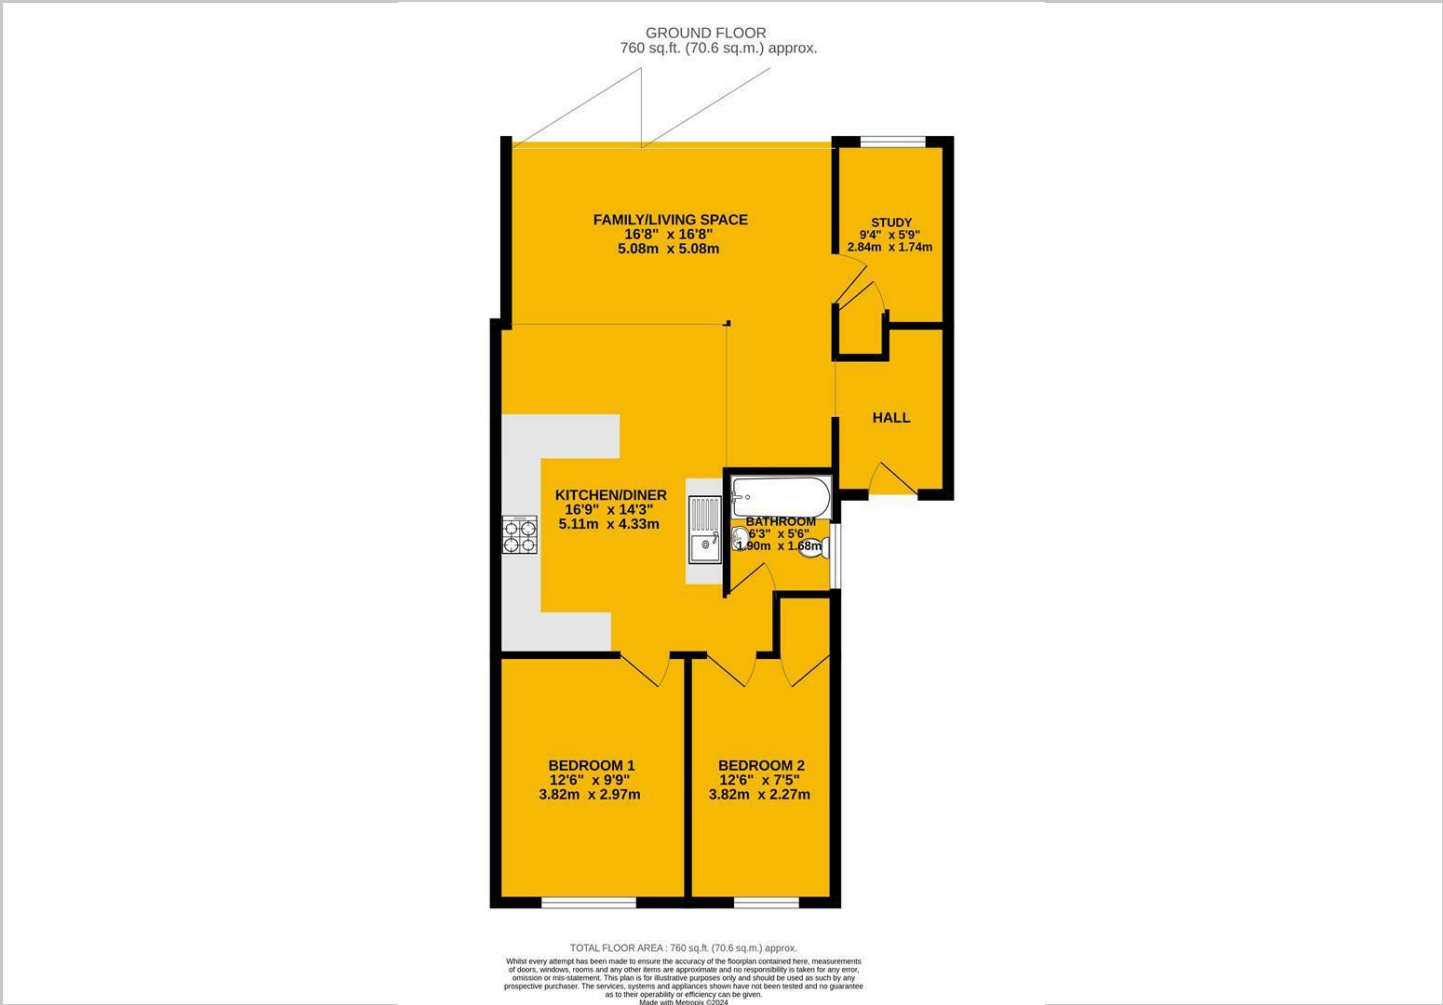 GROUND FLOOR
760 sq.ft. (70.6 sq.m.) approx.
FAMILY/LIVING SPACE
16'8" x 16'8"
5.08m x 5.08m
STUDY
9'4" x 5'9"
2.84m x 1.74m
HALL
KITCHEN/DINER
16'9" x 14'3"
5.11m x 4.33m
BATHROOM
6'3" x 5'6"
1.90m x 1.68m
BEDROOM 1
12'6" x 9'9"
3.82m x 2.97m
BEDROOM 2
12'6" x 7'5"
3.82m x 2.27m
TOTAL FLOOR AREA : 760 sq.ft. (70.6 sq.m.) approx.
Whilst every attempt has been made to ensure the accuracy of the floorplan contained here, measurements
of doors, windows, rooms and any other items are approximate and no responsibility is taken for any error,
omission or mis-statement. This plan is for illustrative purposes only and should be used as such by any
prospective purchaser. The services, systems and appliances shown have not been tested and no guarantee
as to their operability or efficiency can be given.
Made with Metropix ©2024